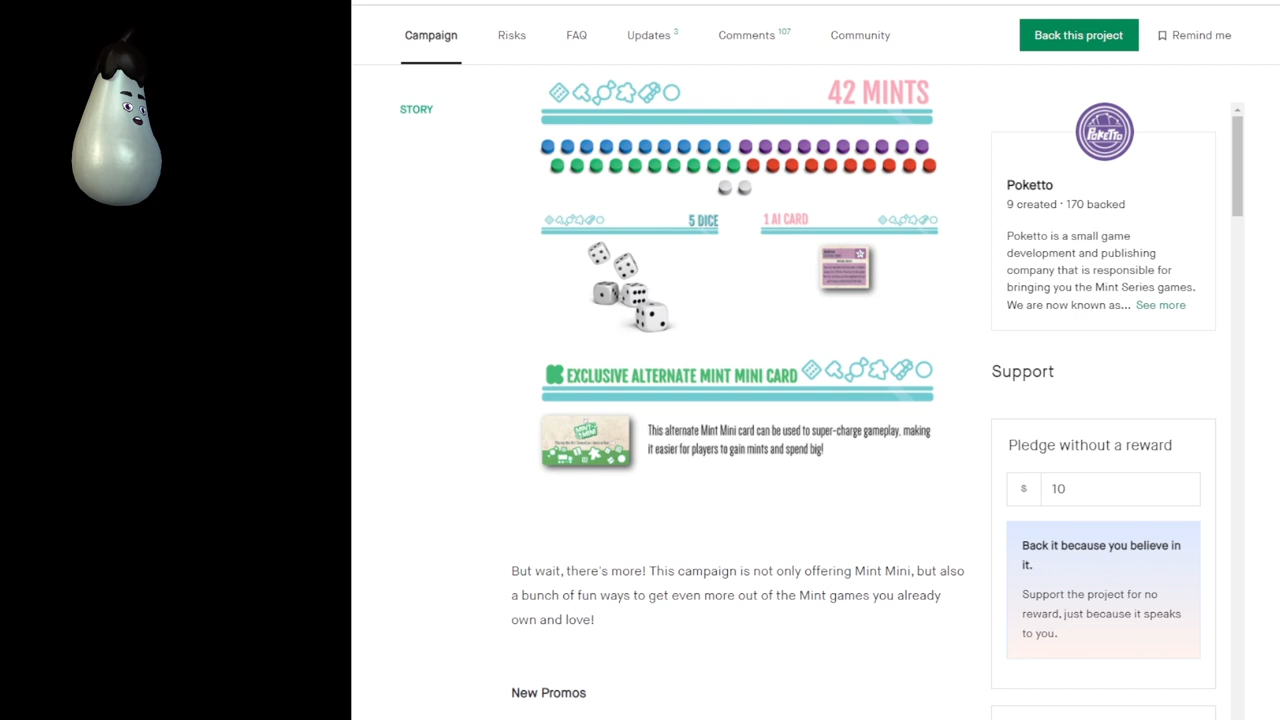 Campaign
Risks
FAQ
Updates 3
Comments 107
Community
Back this project
Remind me
STORY
42 MINTS
5 DICE
1 AI CARD
EXCLUSIVE ALTERNATE MINT MINI CARD
This alternate Mint Mini card can be used to super-charge gameplay, making
it easier for players to gain mints and spend big!
But wait, there's more! This campaign is not only offering Mint Mini, but also
a bunch of fun ways to get even more out of the Mint games you already
own and love!
New Promos
POKETTO
Poketto
9 created · 170 backed
Poketto is a small game
development and publishing
company that is responsible for
bringing you the Mint Series games.
We are now known as... See more
Support
Pledge without a reward
$ 10
Back it because you believe in
it.
Support the project for no
reward, just because it speaks
to you.